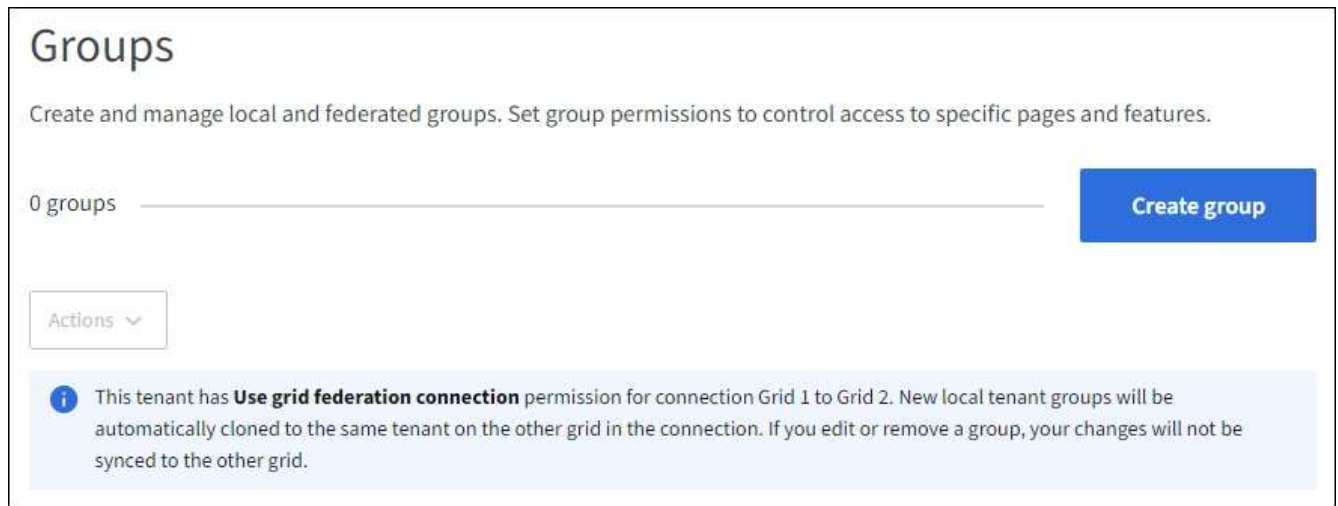 Groups
Create and manage local and federated groups. Set group permissions to control access to specific pages and features.
0 groups
Create group
Actions
This tenant has Use grid federation connection permission for connection Grid 1 to Grid 2. New local tenant groups will be
automatically cloned to the same tenant on the other grid in the connection. If you edit or remove a group, your changes will not be
synced to the other grid.